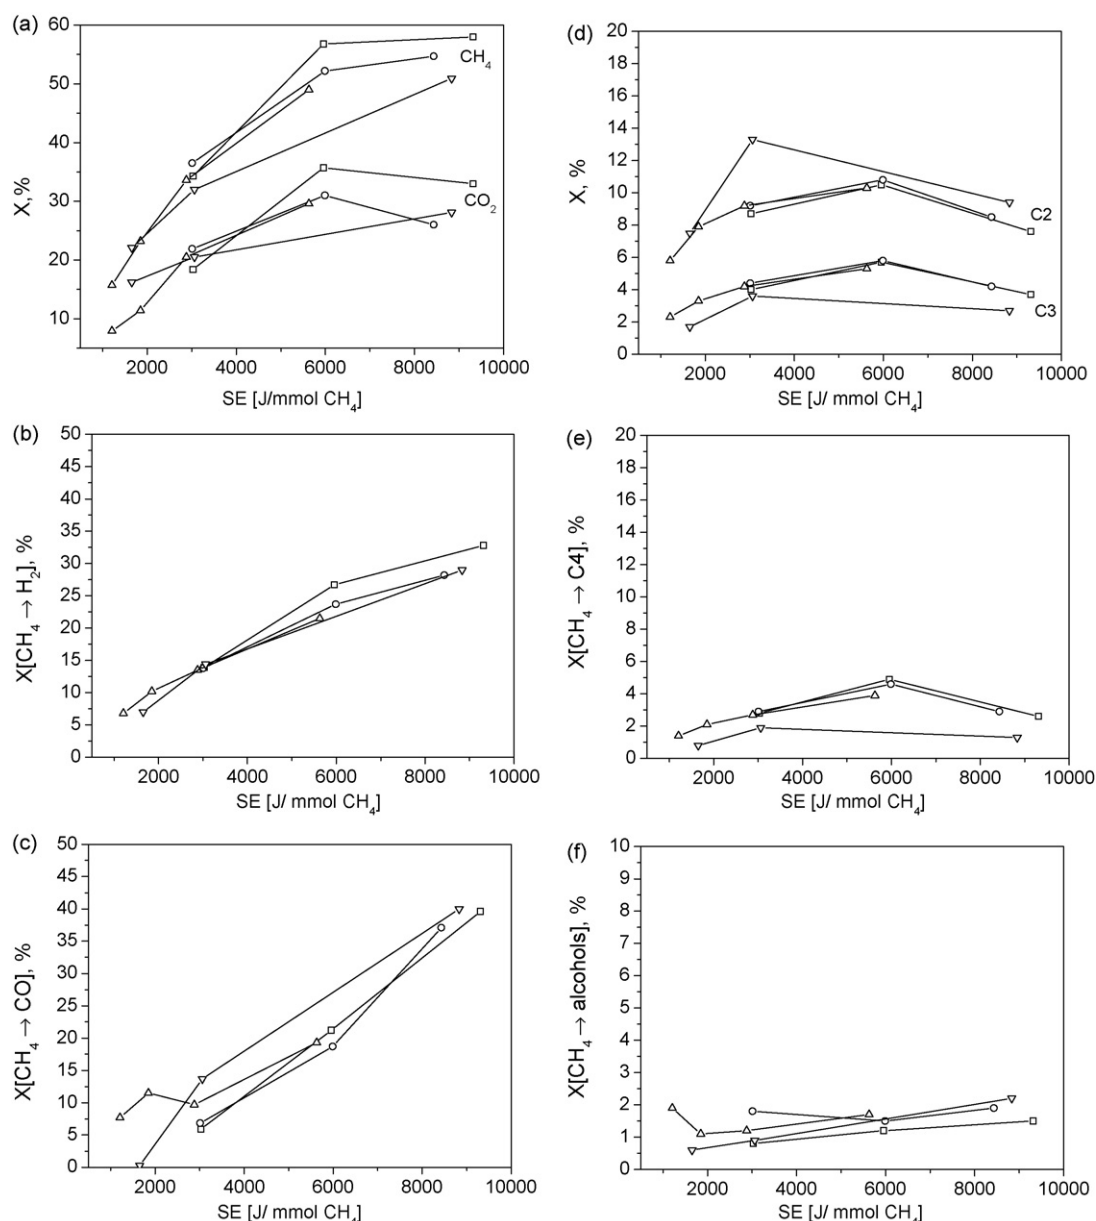 (a)
60
50
40
30
20
10
X,%
CH4
CO2
2000 4000 6000 8000 10000
SE [J/mmol CH4]
(d)
20
18
16
14
12
10
8
6
4
2
0
X, %
C2
C3
2000 4000 6000 8000 10000
SE [J/ mmol CH4]
(b)
50
45
40
35
30
25
20
15
10
5
0
X[CH4 → H2], %
2000 4000 6000 8000 10000
SE [J/ mmol CH4]
(e)
20
18
16
14
12
10
8
6
4
2
0
X[CH4 → C4], %
2000 4000 6000 8000 10000
SE [J/ mmol CH4]
(c)
50
45
40
35
30
25
20
15
10
5
0
X[CH4 → CO], %
2000 4000 6000 8000 10000
SE [J/ mmol CH4]
(f)
10
9
8
7
6
5
4
3
2
1
0
X[CH4 → alcohols], %
2000 4000 6000 8000 10000
SE [J/ mmol CH4]